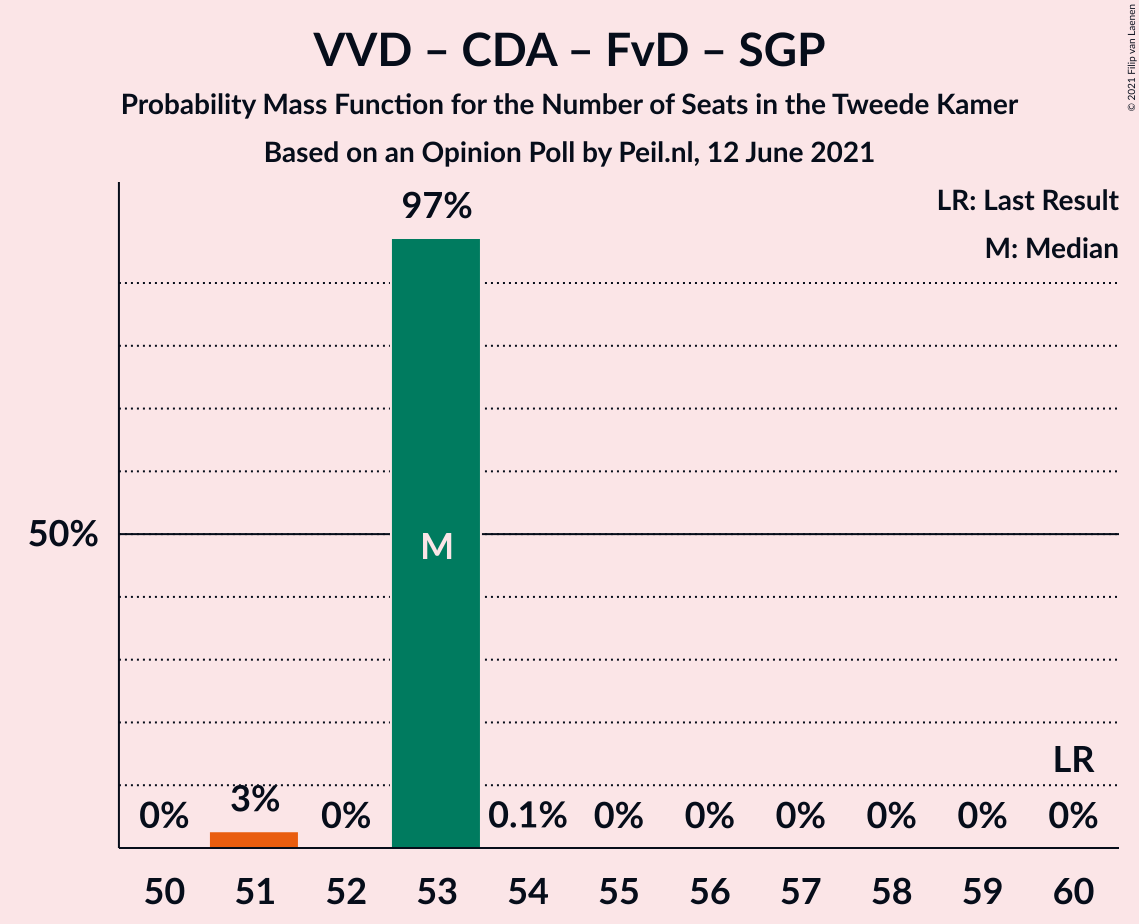 VVD – CDA – FvD – SGP
Probability Mass Function for the Number of Seats in the Tweede Kamer
Based on an Opinion Poll by Peil.nl, 12 June 2021
© 2021 Filip van Laenen
LR: Last Result
M: Median
97%
50%
M
LR
0% 3% 0% 0.1% 0% 0% 0% 0% 0% 0%
50 51 52 53 54 55 56 57 58 59 60